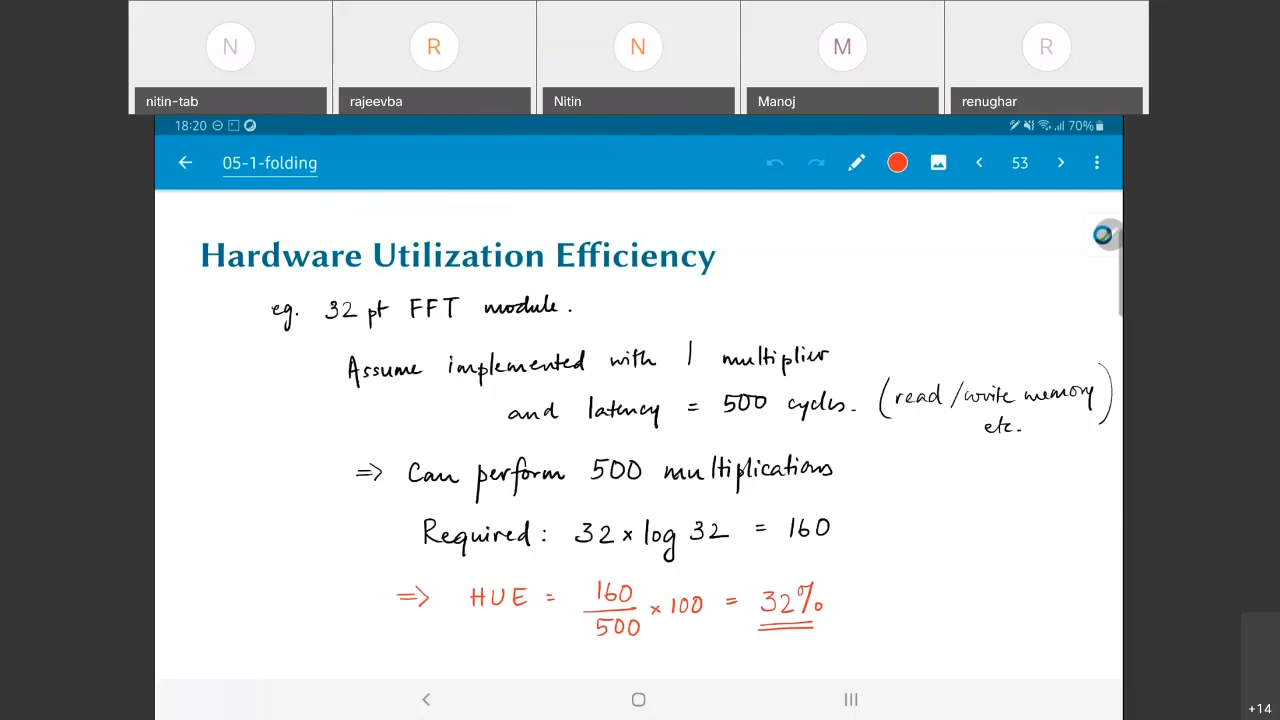 N
R
N
M
R
nitin-tab
rajeevba
Nitin
Manoj
renughar
18:20
70%
05-1-folding
53
Hardware Utilization Efficiency
eg. 32 pt FFT module.
Assume implemented with 1 multiplier
and latency = 500 cycles. (read/write memory
etc.)
⇒ Can perform 500 multiplications
Required: 32 × log 32 = 160
⇒ HUE = 160/500 × 100 = 32%
+14